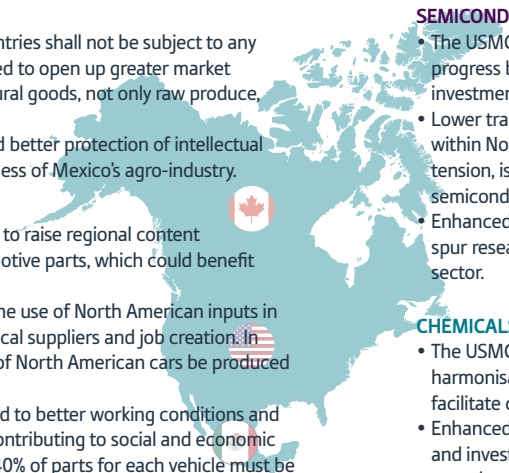 ntries shall not be subject to any
ed to open up greater market
ural goods, not only raw produce,
d better protection of intellectual
ess of Mexico's agro-industry.
to raise regional content
motive parts, which could benefit
he use of North American inputs in
cal suppliers and job creation. In
of North American cars be produced
d to better working conditions and
ontributing to social and economic
40% of parts for each vehicle must be
SEMICOND
• The USMC
progress b
investmen
• Lower tra
within No
tension, is
semicond
• Enhanced
spur resea
sector.
CHEMICALS
• The USMC
harmonisa
facilitate c
• Enhanced
and invest